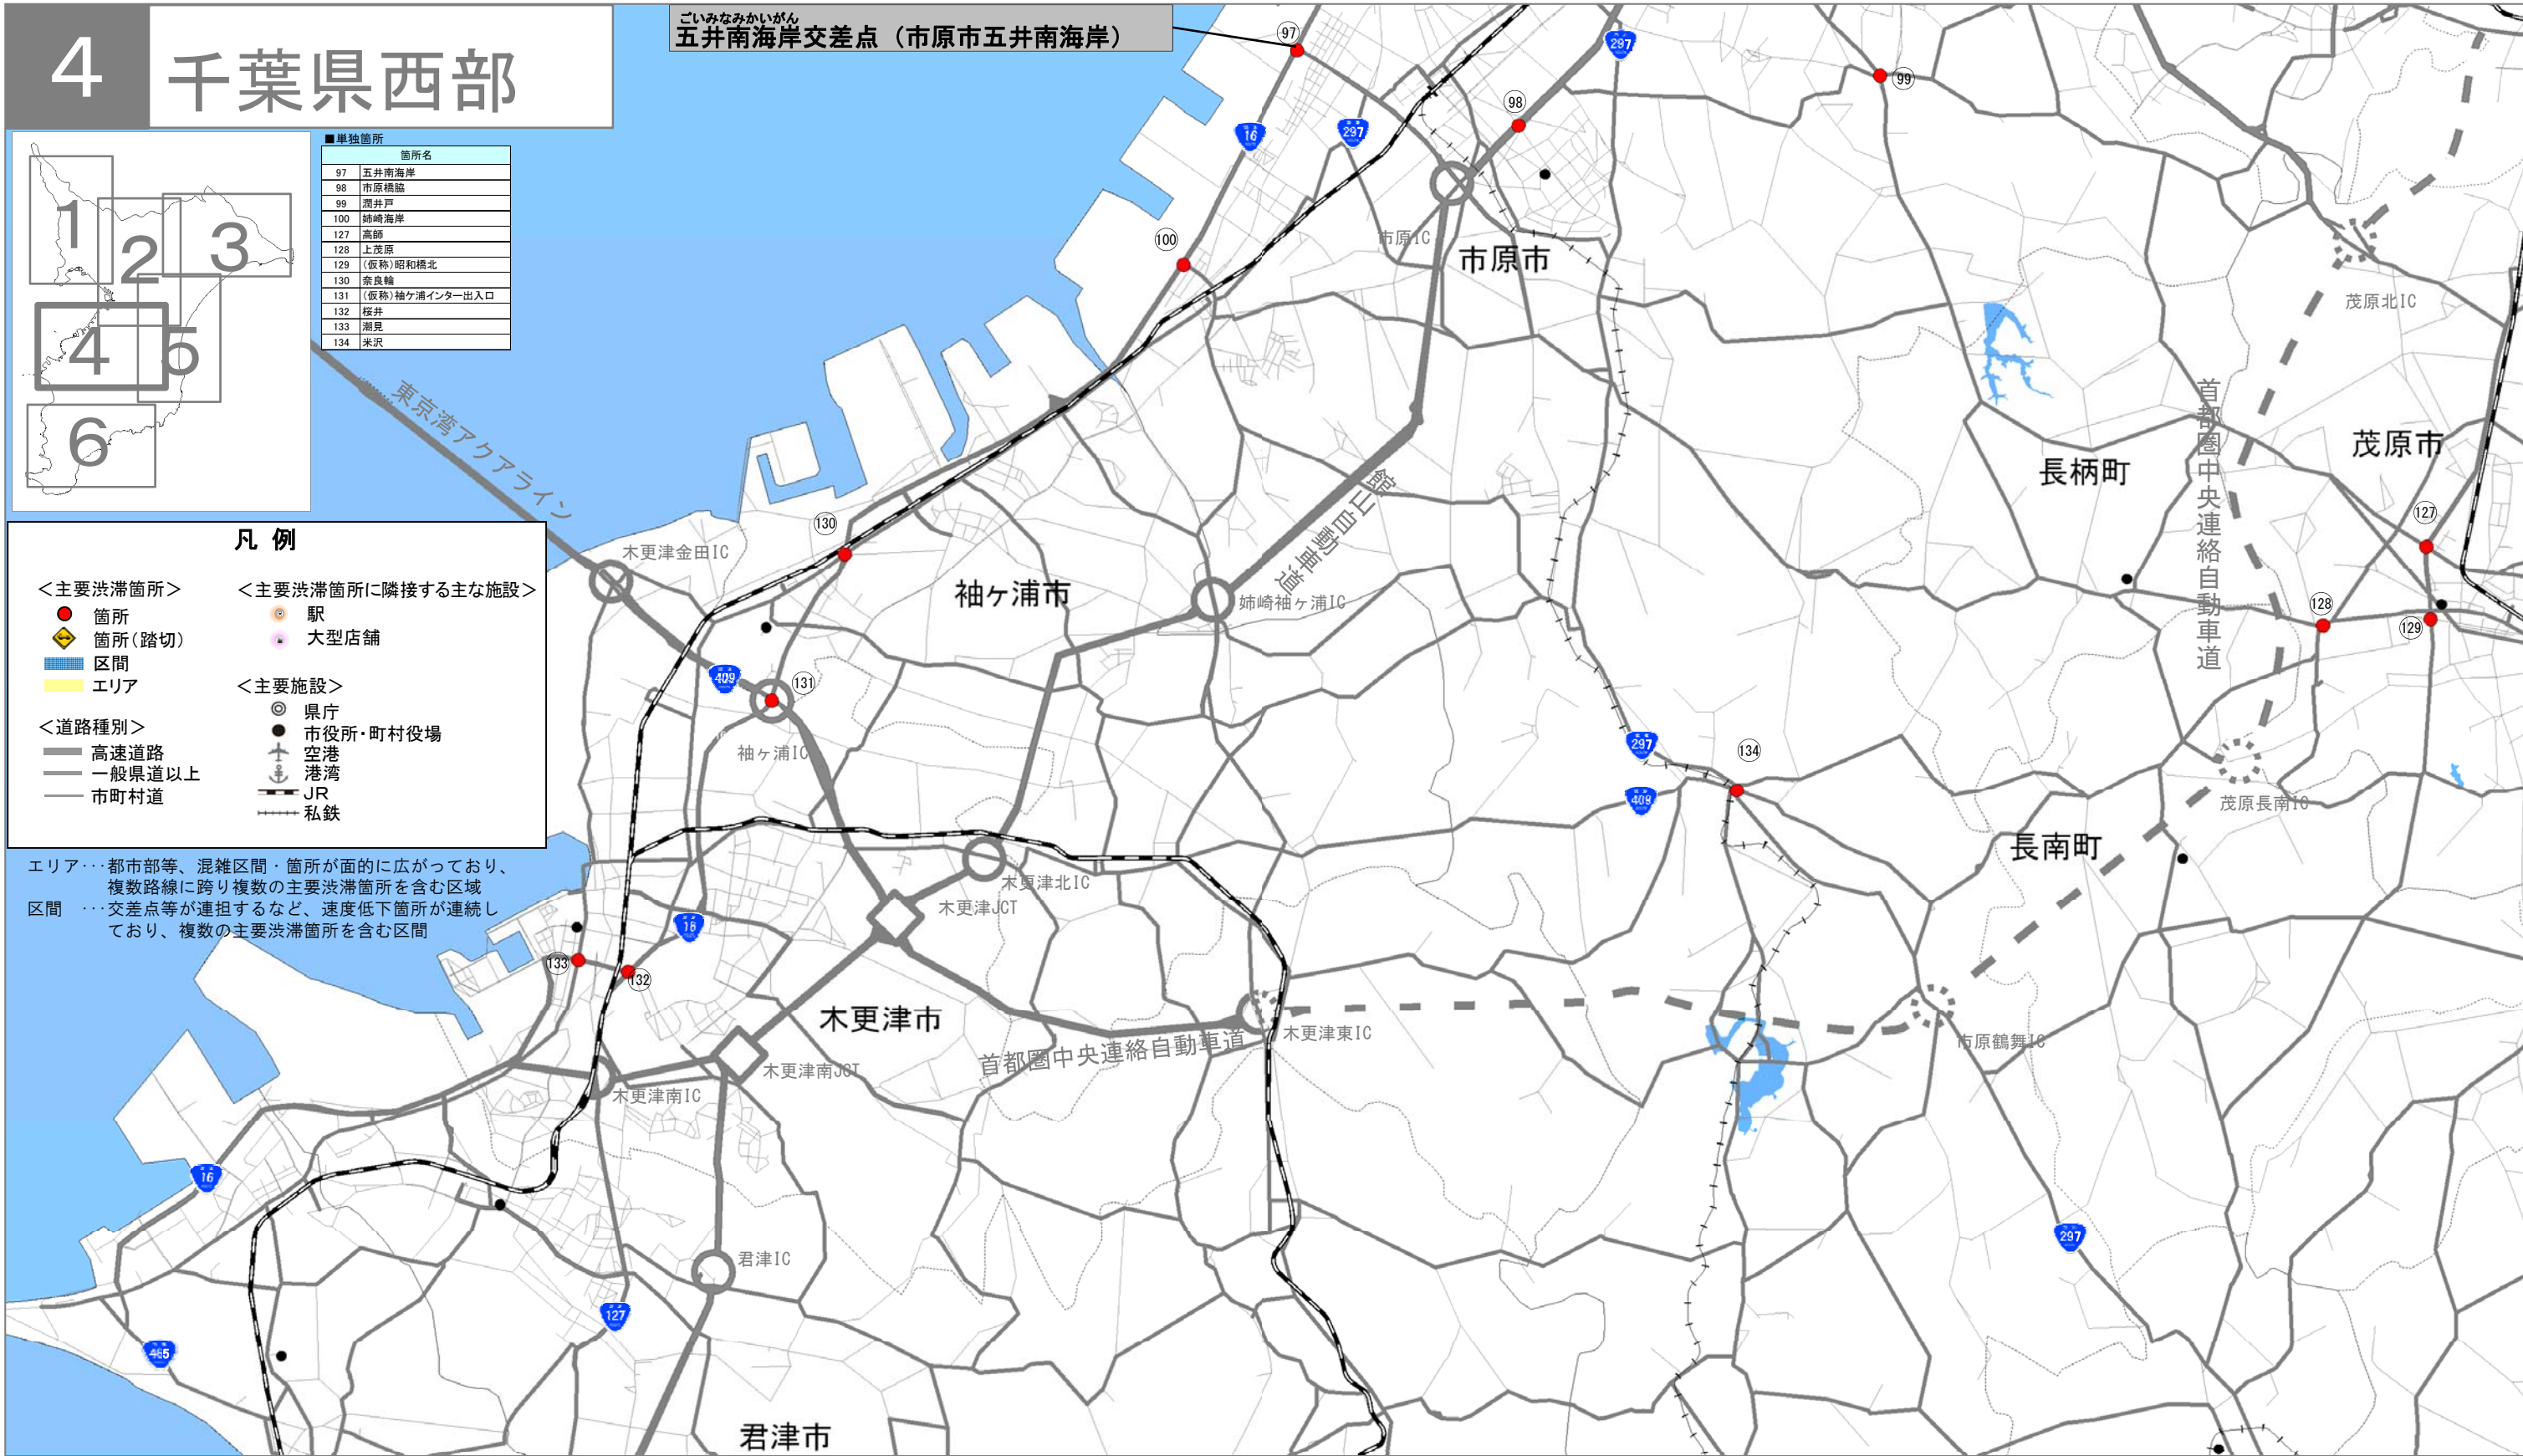 4
千葉県西部
ごいみなみかいがん
五井南海岸交差点（市原市五井南海岸）
1
2
3
4
5
6
■単独箇所
箇所名
97 五井南海岸
98 市原橋脇
99 潤井戸
100 姉崎海岸
127 高師
128 上茂原
129 (仮称)昭和橋北
130 奈良輪
131 (仮称)袖ケ浦インター出入口
132 桜井
133 潮見
134 米沢
凡 例
＜主要渋滞箇所＞
箇所
箇所(踏切)
区間
エリア
＜道路種別＞
高速道路
一般県道以上
市町村道
＜主要渋滞箇所に隣接する主な施設＞
駅
大型店舗
＜主要施設＞
県庁
市役所・町村役場
空港
港湾
JR
私鉄
エリア･･･都市部等、混雑区間・箇所が面的に広がっており、
複数路線に跨り複数の主要渋滞箇所を含む区域
区間 ･･･交差点等が連担するなど、速度低下箇所が連続し
ており、複数の主要渋滞箇所を含む区間
97
297
99
98
16
297
100
市原IC
市原市
茂原北IC
東京湾アクアライン
首都圏中央連絡自動車道
茂原市
長柄町
館山自動車道
127
130
木更津金田IC
袖ヶ浦市
姉崎袖ヶ浦IC
128
129
409
131
袖ヶ浦IC
297
134
409
茂原長南IC
長南町
木更津北IC
木更津JCT
16
133
132
木更津市
首都圏中央連絡自動車道
木更津東IC
市原鶴舞IC
木更津南JCT
木更津南IC
16
297
君津IC
127
465
君津市